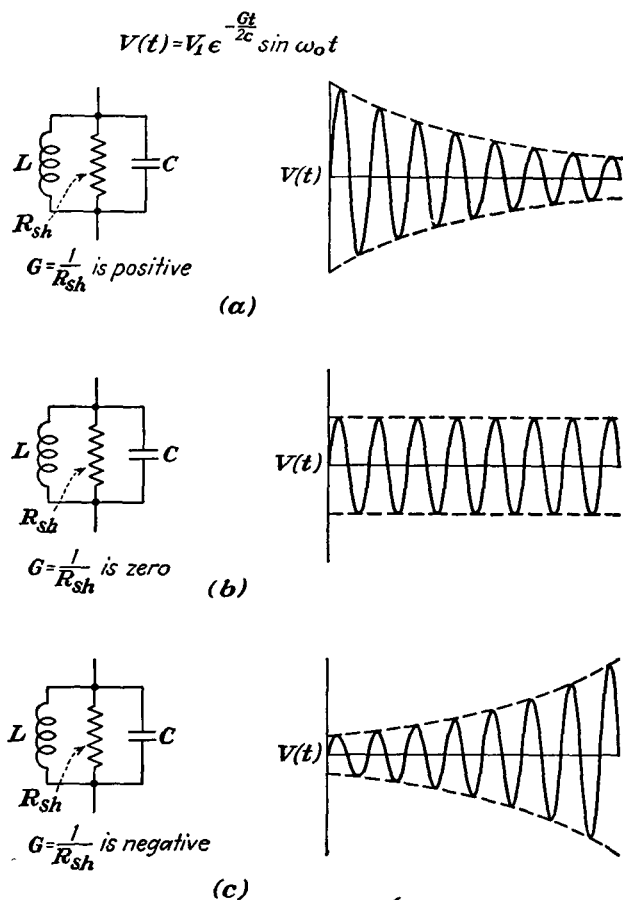 V(t)=V₁ϵ^(-Gt/2c) sin ω₀t
L
C
R_sh
V(t)
G=1/R_sh is positive
(a)
L
C
R_sh
V(t)
G=1/R_sh is zero
(b)
L
C
R_sh
V(t)
G=1/R_sh is negative
(c)